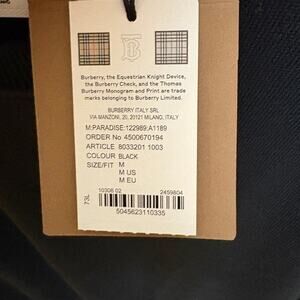 Burberry, the Equestrian Knight Device,
the Burberry Check, and the Thomas
Burberry Monogram and Print are trade
marks belonging to Burberry Limited.
BURBERRY ITALY SRL
VIA MANZONI, 20, 20121 MILANO, ITALY
M:PARADISE:122989:A1189
ORDER No 4500670194
ARTICLE 8033201 1003
COLOUR BLACK
SIZE/FIT M
M US
M EU
10306 02 2459804
73L
5045623110335